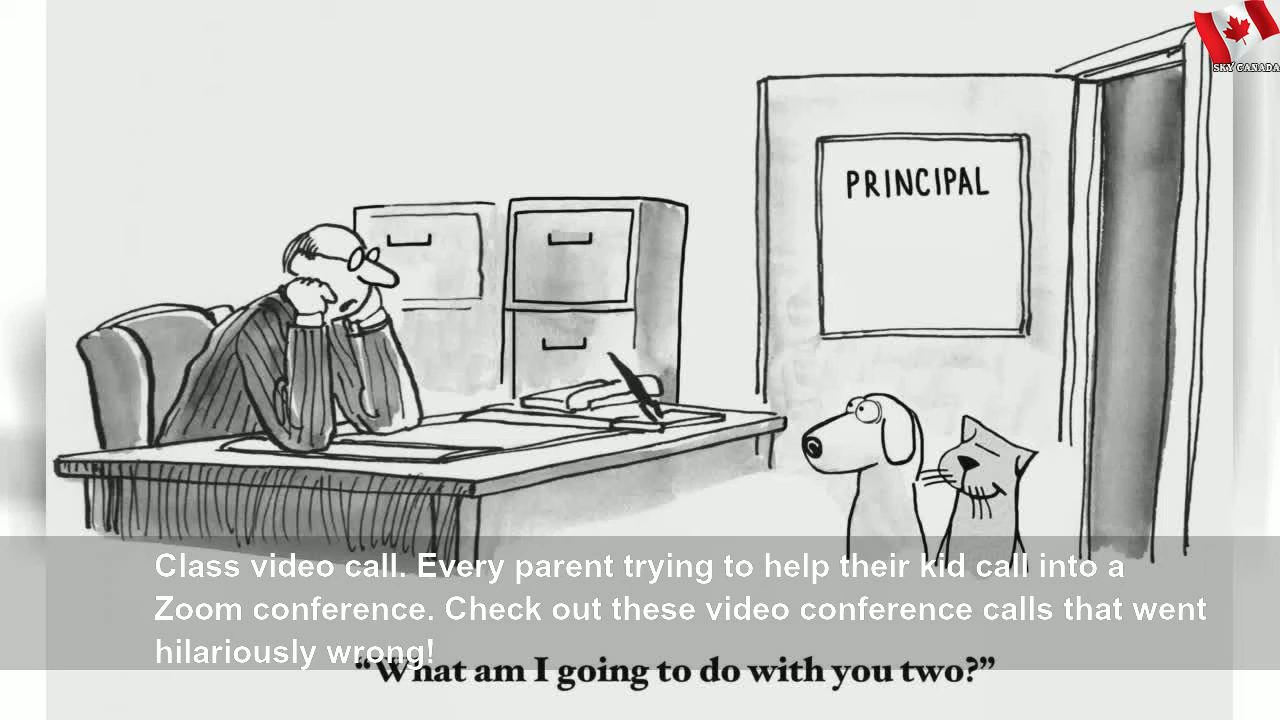 SKY CANADA
PRINCIPAL
Class video call. Every parent trying to help their kid call into a
Zoom conference. Check out these video conference calls that went
hilariously wrong!
“What am I going to do with you two?”